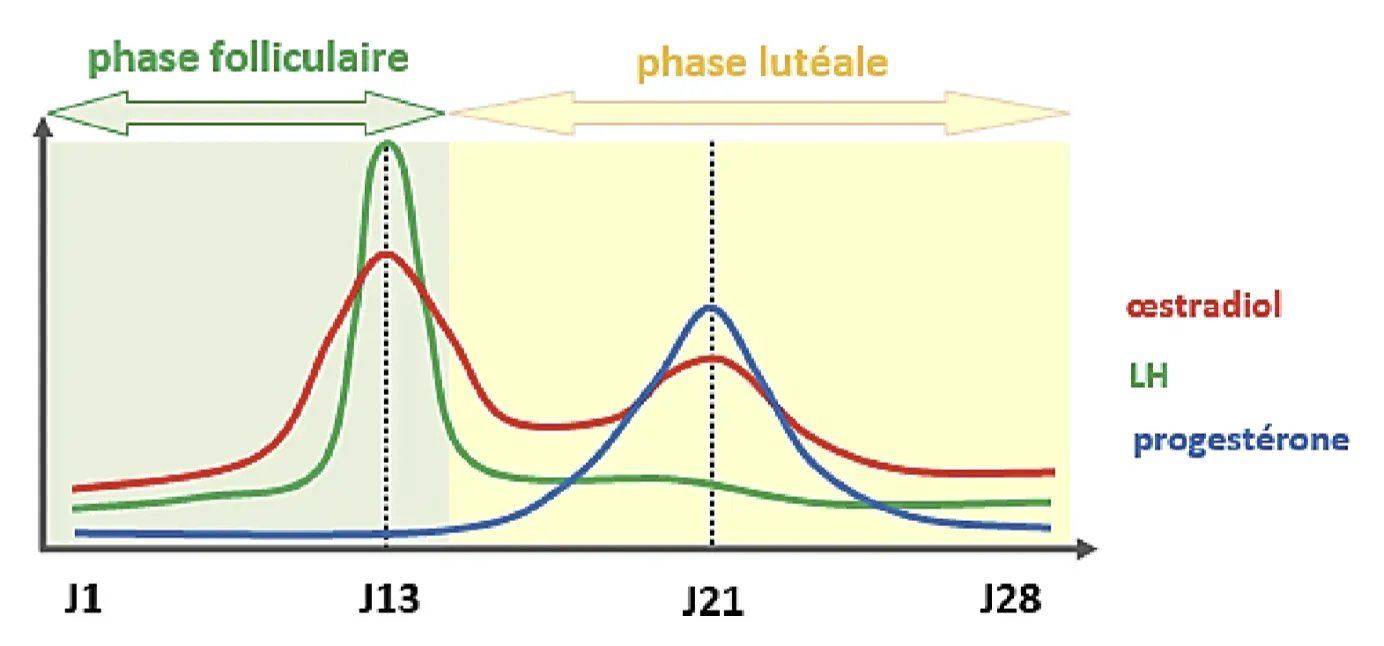 phase folliculaire
phase lutéale
œstradiol
LH
progestérone
J1
J13
J21
J28